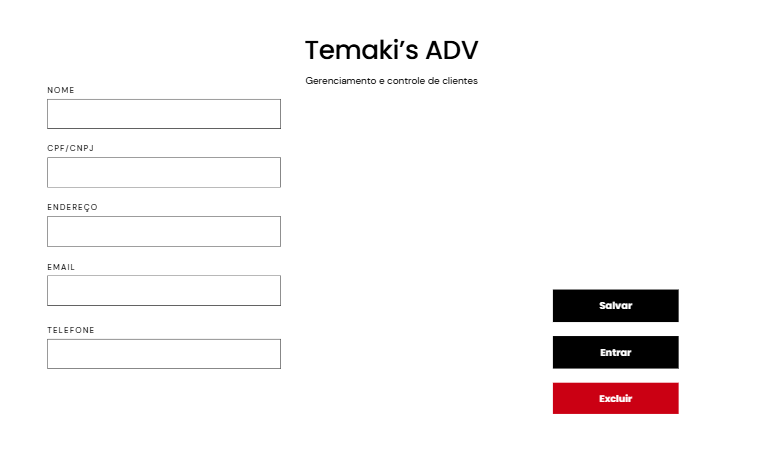 Temaki’s ADV
Gerenciamento e controle de clientes
NOME
CPF/CNPJ
ENDEREÇO
EMAIL
TELEFONE
Salvar
Entrar
Excluir